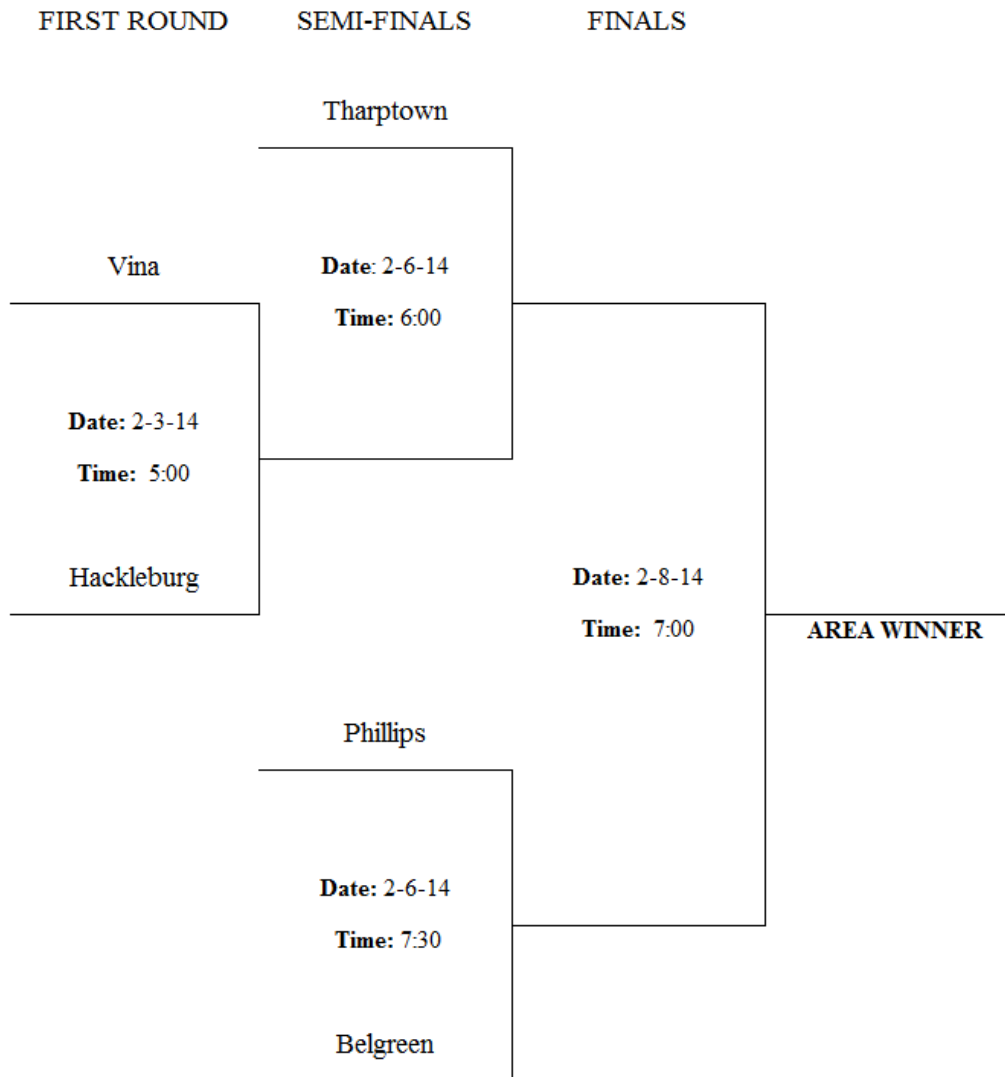 FIRST ROUND SEMI-FINALS FINALS
Tharptown
Vina
Date: 2-6-14
Time: 6:00
Date: 2-3-14
Time: 5:00
Hackleburg
Date: 2-8-14
Time: 7:00
AREA WINNER
Phillips
Date: 2-6-14
Time: 7:30
Belgreen